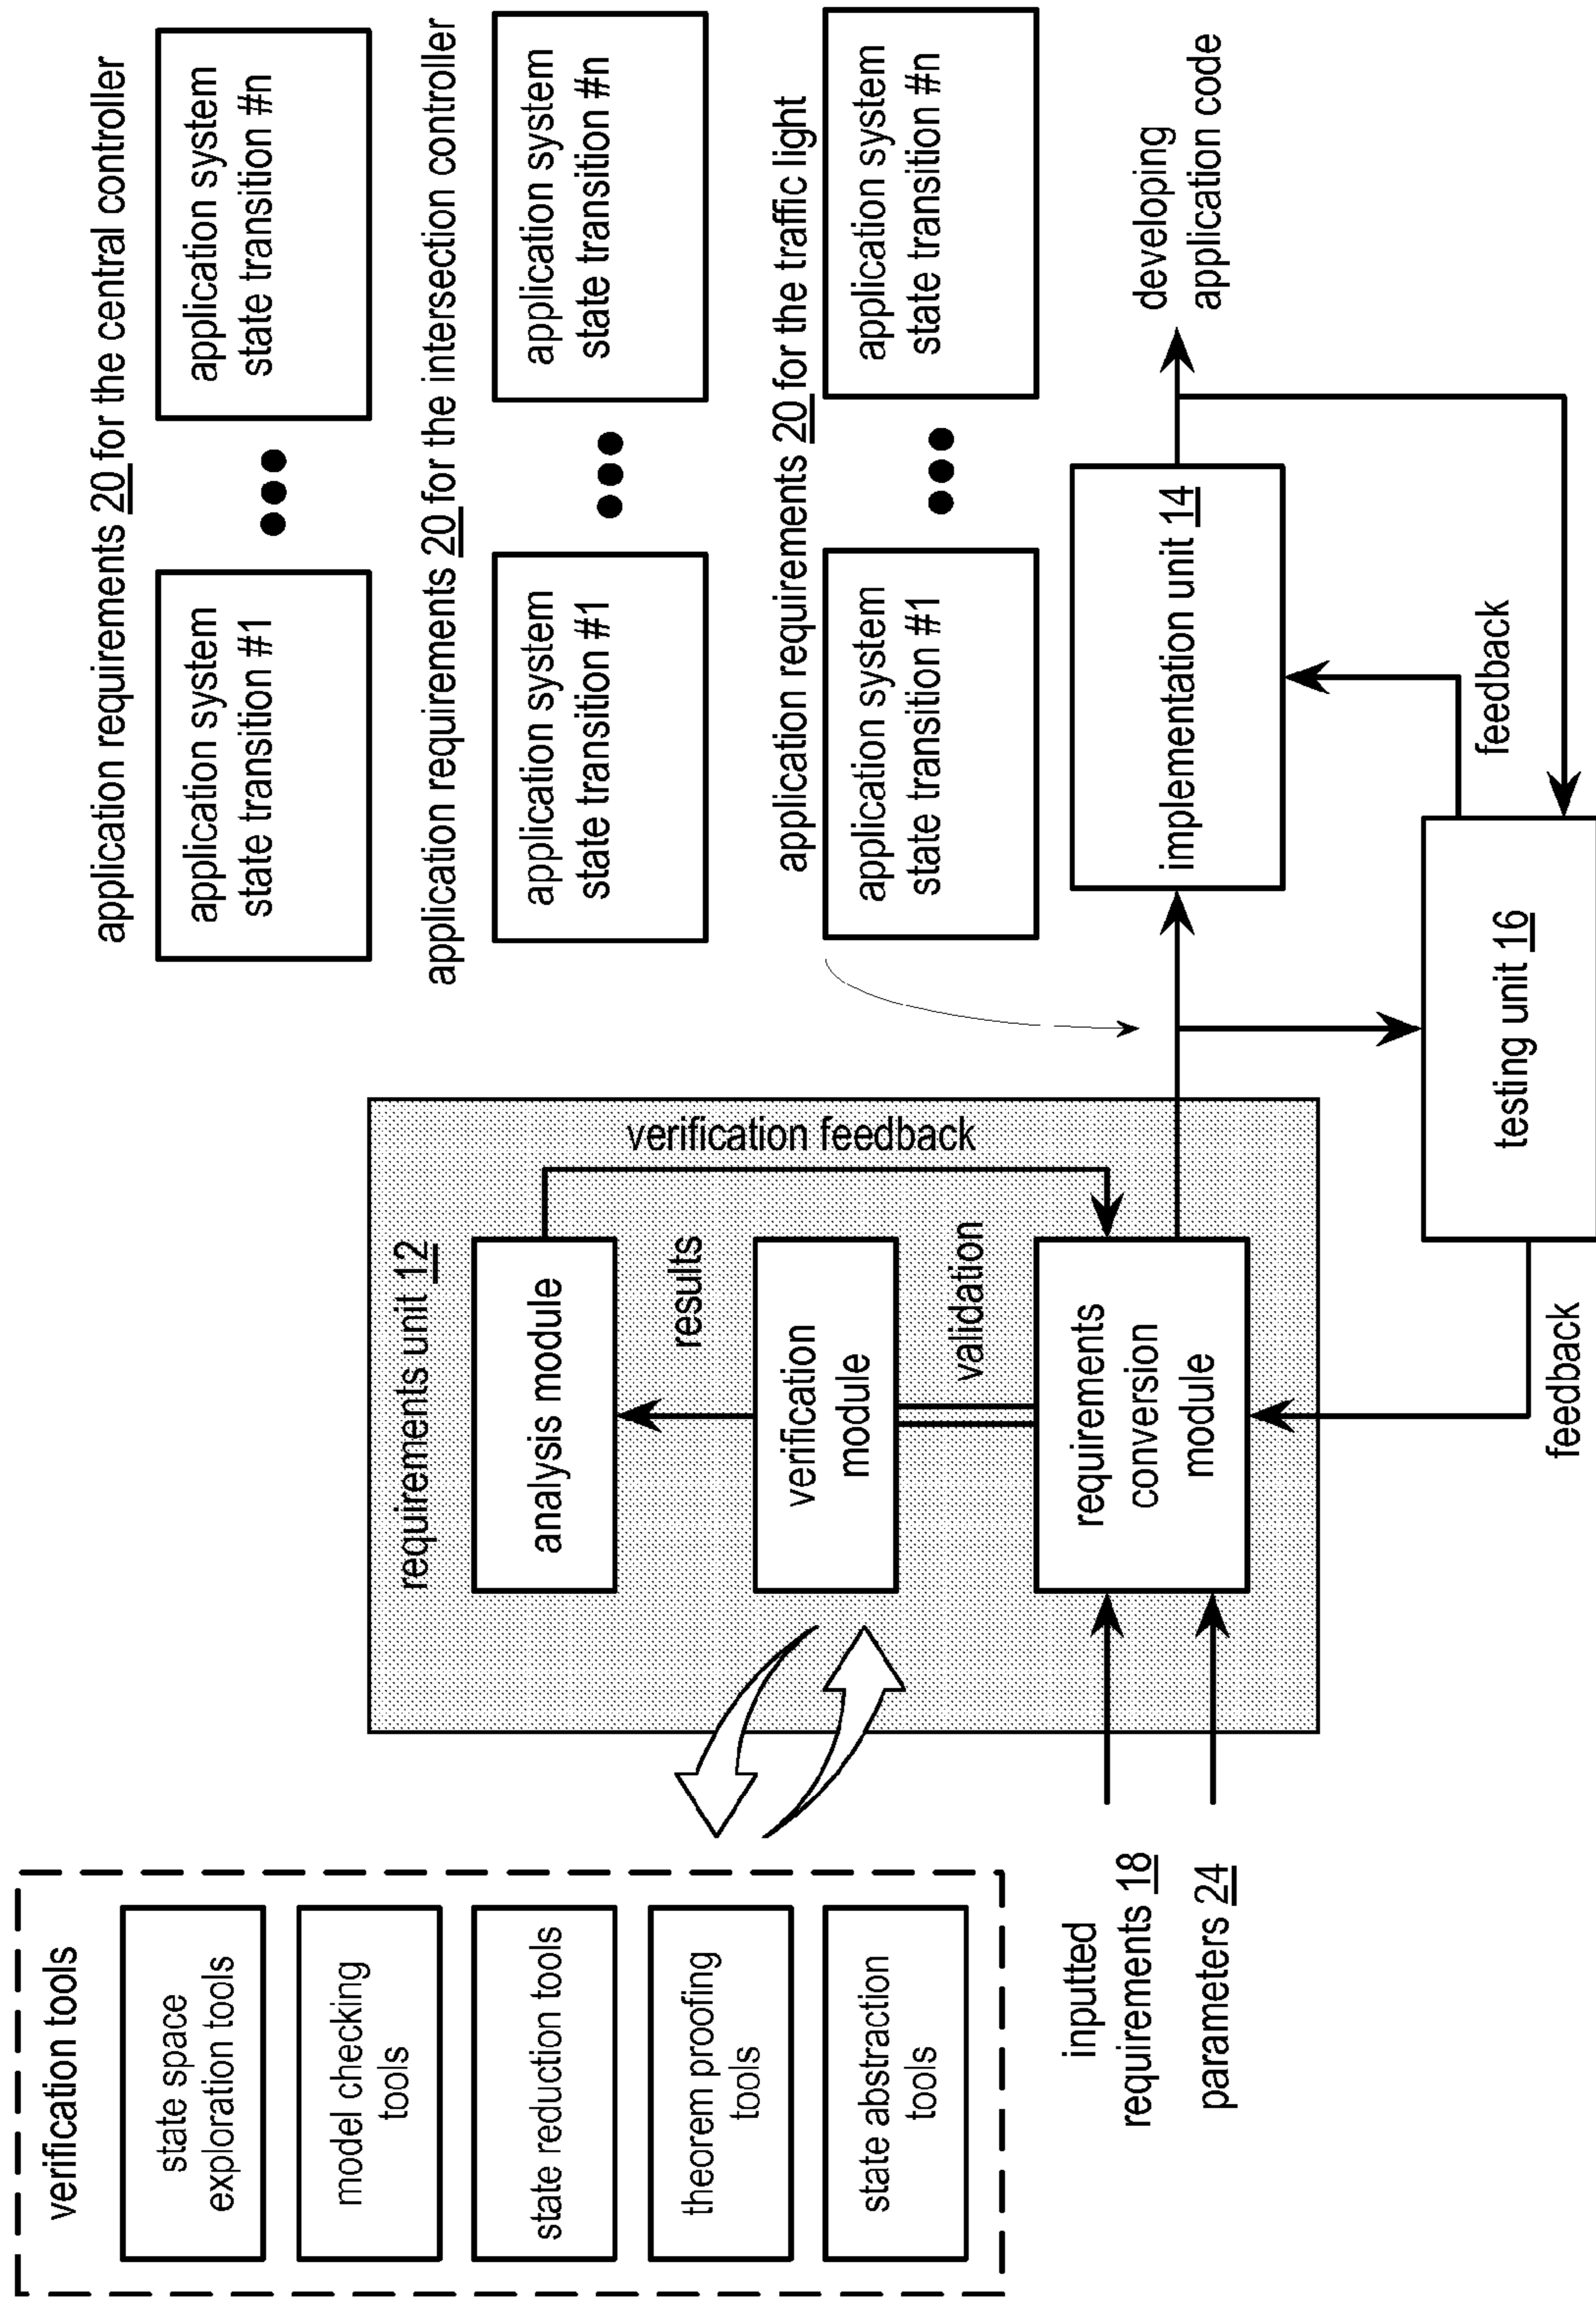 verification tools
state space
exploration tools
model checking
tools
state reduction tools
theorem proofing
tools
state abstraction
tools
inputted
requirements 18
parameters 24
requirements unit 12
analysis module
results
verification
module
validation
requirements
conversion
module
verification feedback
feedback
application requirements 20 for the central controller
application system
state transition #1
application system
state transition #n
application requirements 20 for the intersection controller
application system
state transition #1
application system
state transition #n
application requirements 20 for the traffic light
application system
state transition #1
application system
state transition #n
implementation unit 14
developing
application code
feedback
testing unit 16